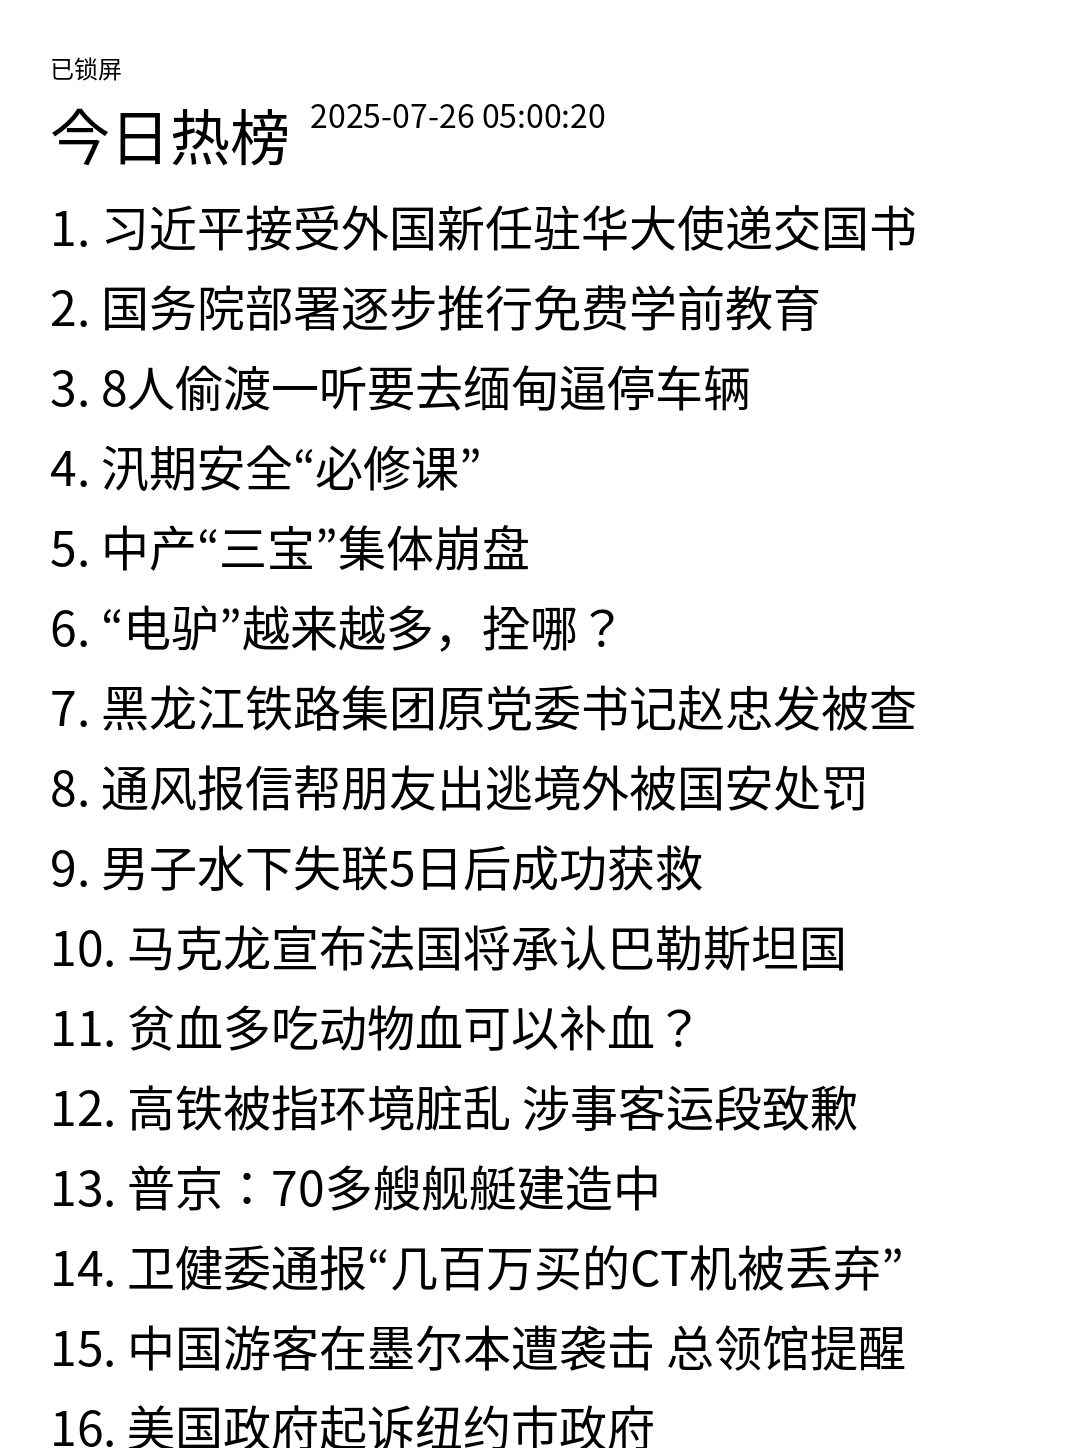 已锁屏
今日热榜 2025-07-26 05:00:20
1. 习近平接受外国新任驻华大使递交国书
2. 国务院部署逐步推行免费学前教育
3. 8人偷渡一听要去缅甸逼停车辆
4. 汛期安全“必修课”
5. 中产“三宝”集体崩盘
6. “电驴”越来越多，拴哪？
7. 黑龙江铁路集团原党委书记赵忠发被查
8. 通风报信帮朋友出逃境外被国安处罚
9. 男子水下失联5日后成功获救
10. 马克龙宣布法国将承认巴勒斯坦国
11. 贫血多吃动物血可以补血？
12. 高铁被指环境脏乱 涉事客运段致歉
13. 普京：70多艘舰艇建造中
14. 卫健委通报“几百万买的CT机被丢弃”
15. 中国游客在墨尔本遭袭击 总领馆提醒
16. 美国政府起诉纽约市政府